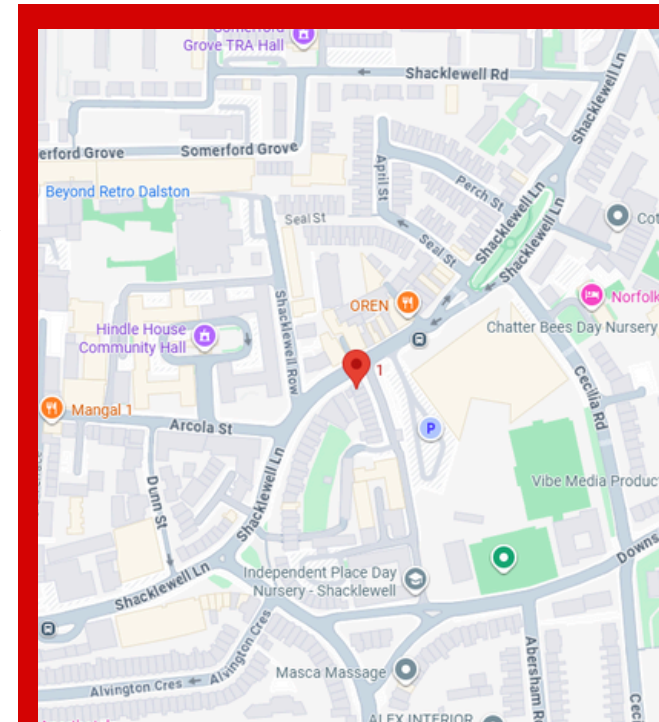 Somerford
Grove TRA Hall
Shacklewell Rd
Shacklewell Ln
erford Grove
Somerford Grove
April St
Perch St
Beyond Retro Dalston
Shacklewell Ln
Shacklewell Ln
Cot
Seal St
Seal St
Shacklewell Row
OREN
Norfolk
Hindle House
Community Hall
Chatter Bees Day Nursery
1
Cecilia Rd
Mangal 1
Arcola St
P
Dunn St
Shacklewell Ln
Vibe Media Produc
Downs
Independent Place Day
Nursery - Shacklewell
Shacklewell Ln
Alvington Cres
Abersham Rd
Masca Massage
Alvington Cres
Ceci
ALEX INTERIOR